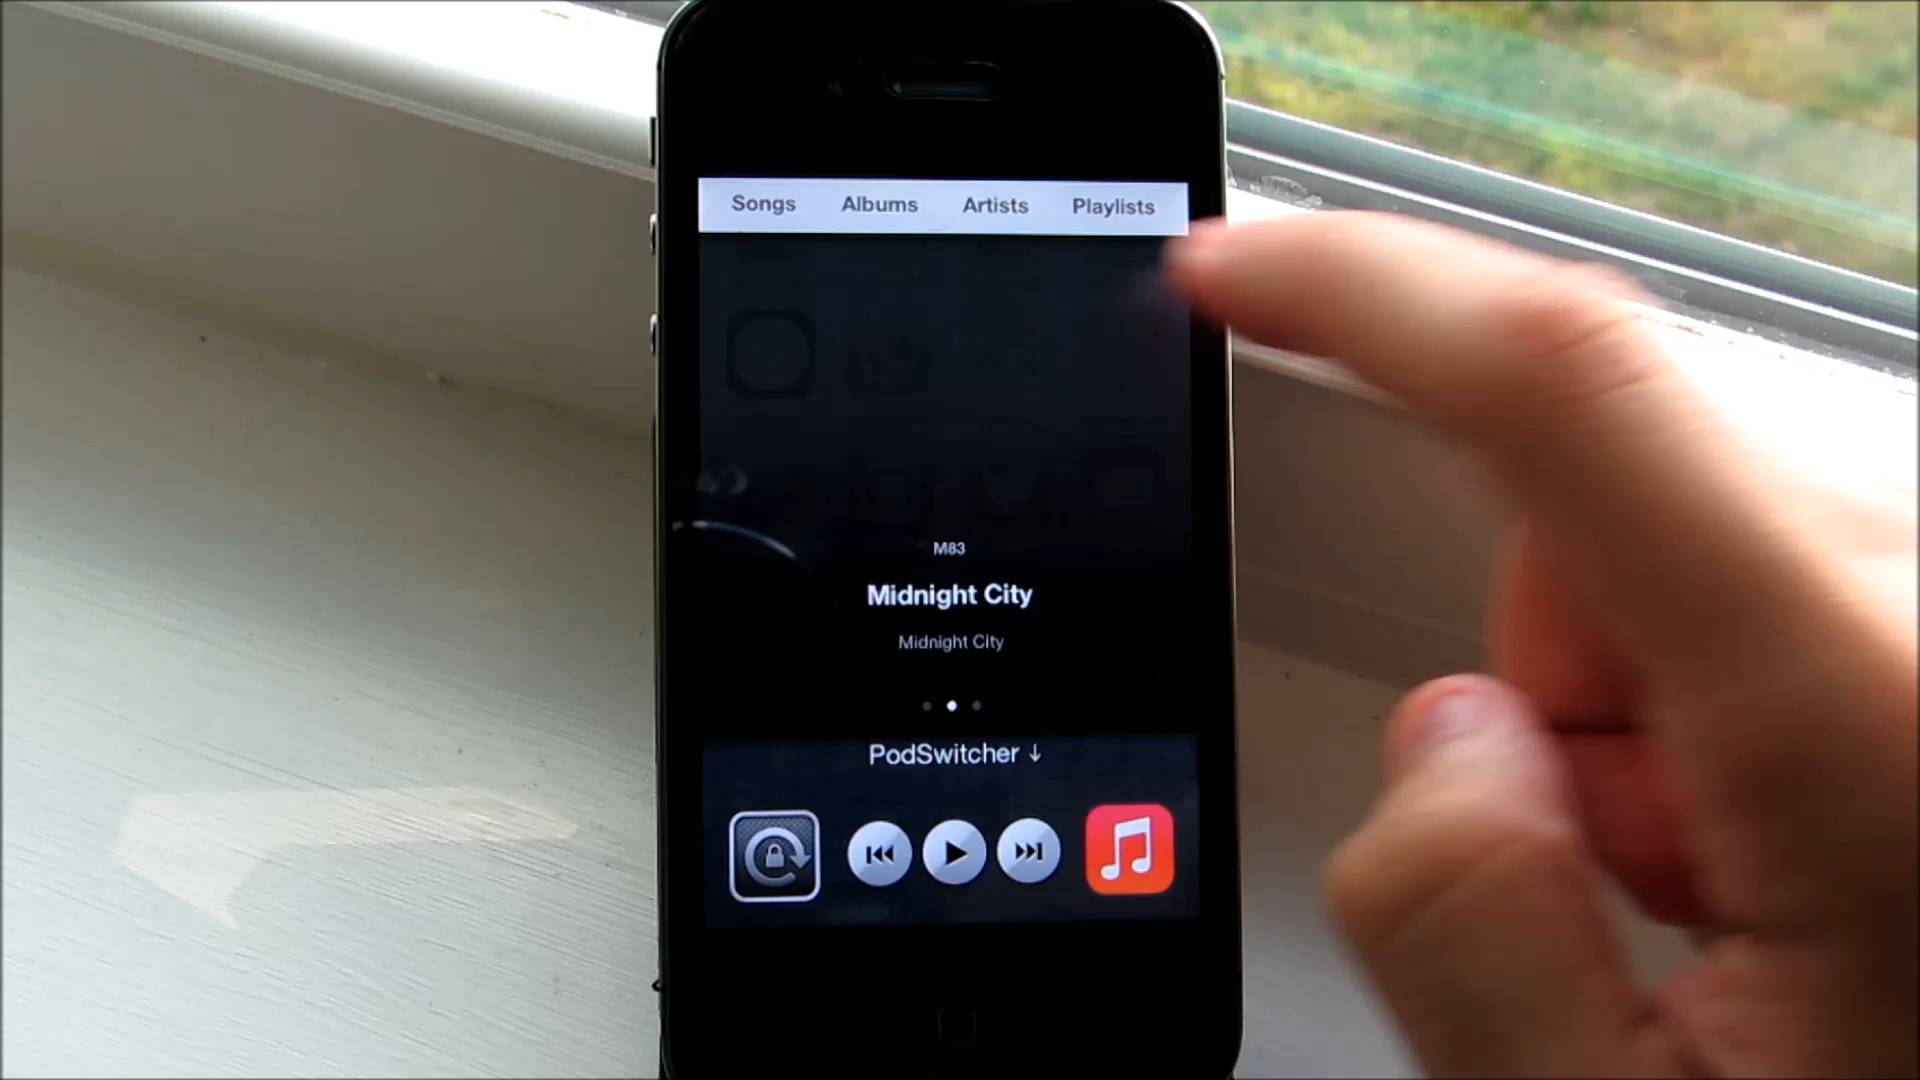 Songs Albums Artists Playlists
M83
Midnight City
Midnight City
PodSwitcher ↓